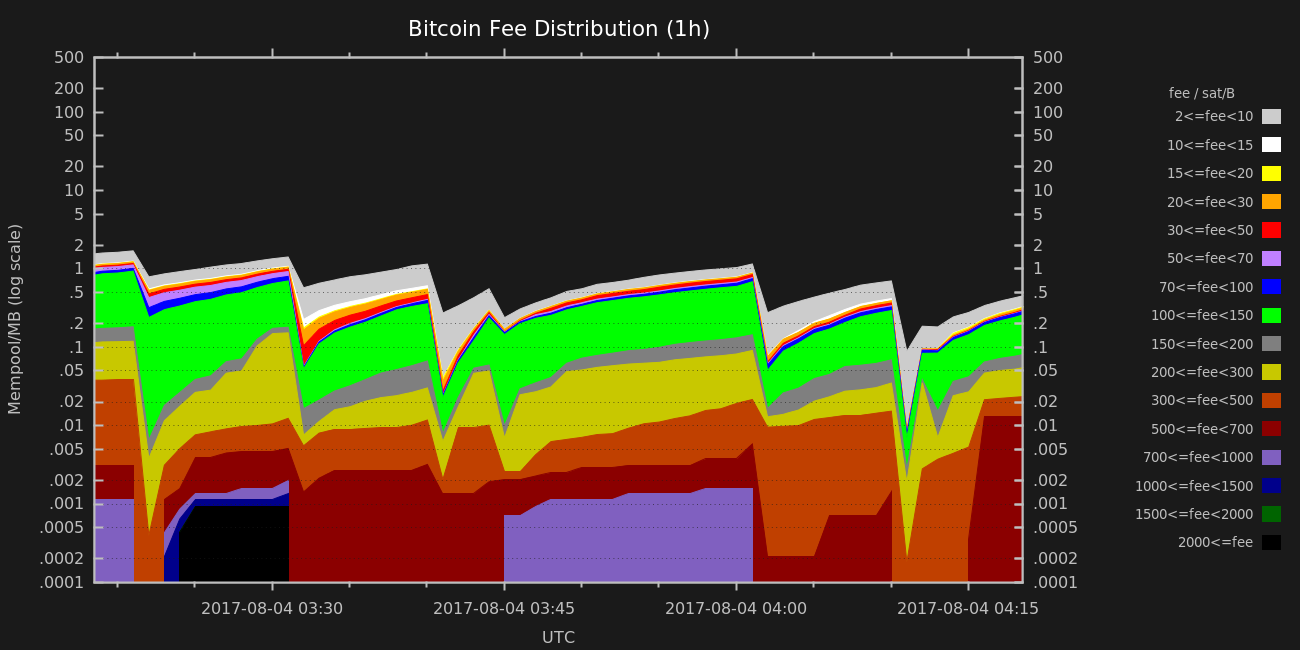 Bitcoin Fee Distribution (1h)
Mempool/MB (log scale)
500
200
100
50
20
10
5
2
1
.5
.2
.1
.05
.02
.01
.005
.002
.001
.0005
.0002
.0001
500
200
100
50
20
10
5
2
1
.5
.2
.1
.05
.02
.01
.005
.002
.001
.0005
.0002
.0001
2017-08-04 03:30
2017-08-04 03:45
2017-08-04 04:00
2017-08-04 04:15
UTC
fee / sat/B
2<=fee<10
10<=fee<15
15<=fee<20
20<=fee<30
30<=fee<50
50<=fee<70
70<=fee<100
100<=fee<150
150<=fee<200
200<=fee<300
300<=fee<500
500<=fee<700
700<=fee<1000
1000<=fee<1500
1500<=fee<2000
2000<=fee